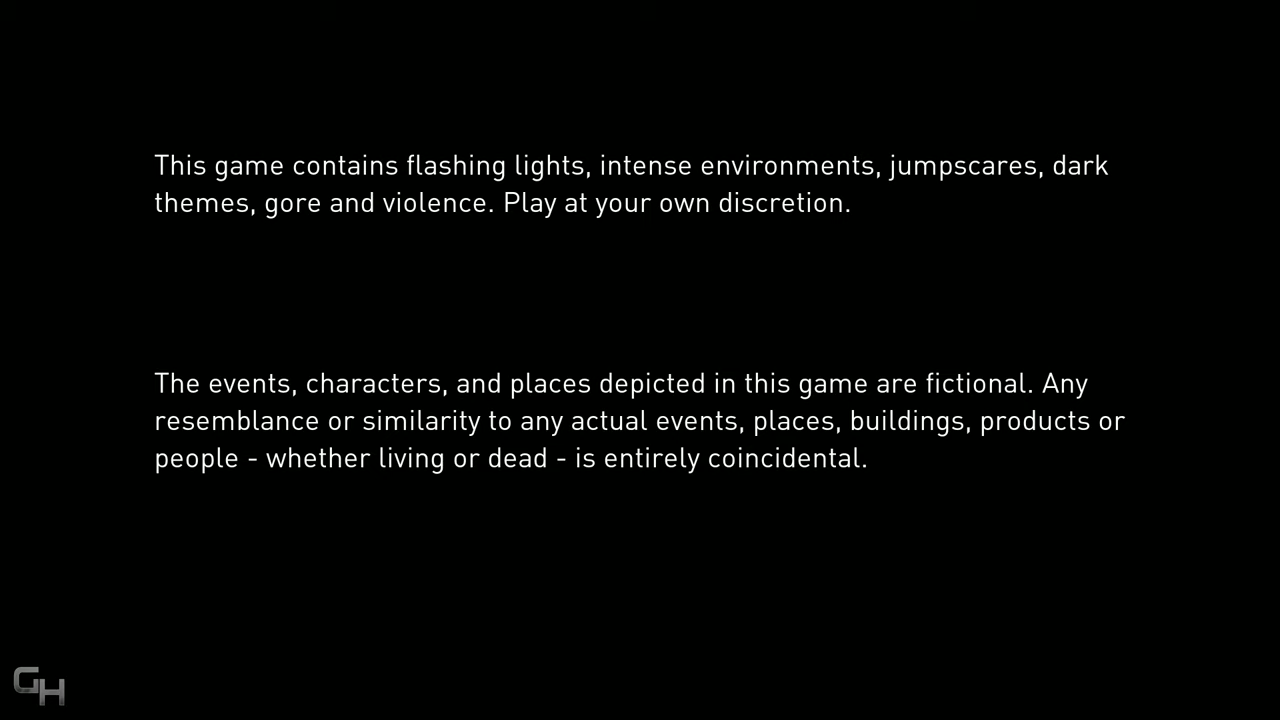 This game contains flashing lights, intense environments, jumpscares, dark
themes, gore and violence. Play at your own discretion.
The events, characters, and places depicted in this game are fictional. Any
resemblance or similarity to any actual events, places, buildings, products or
people - whether living or dead - is entirely coincidental.
GH